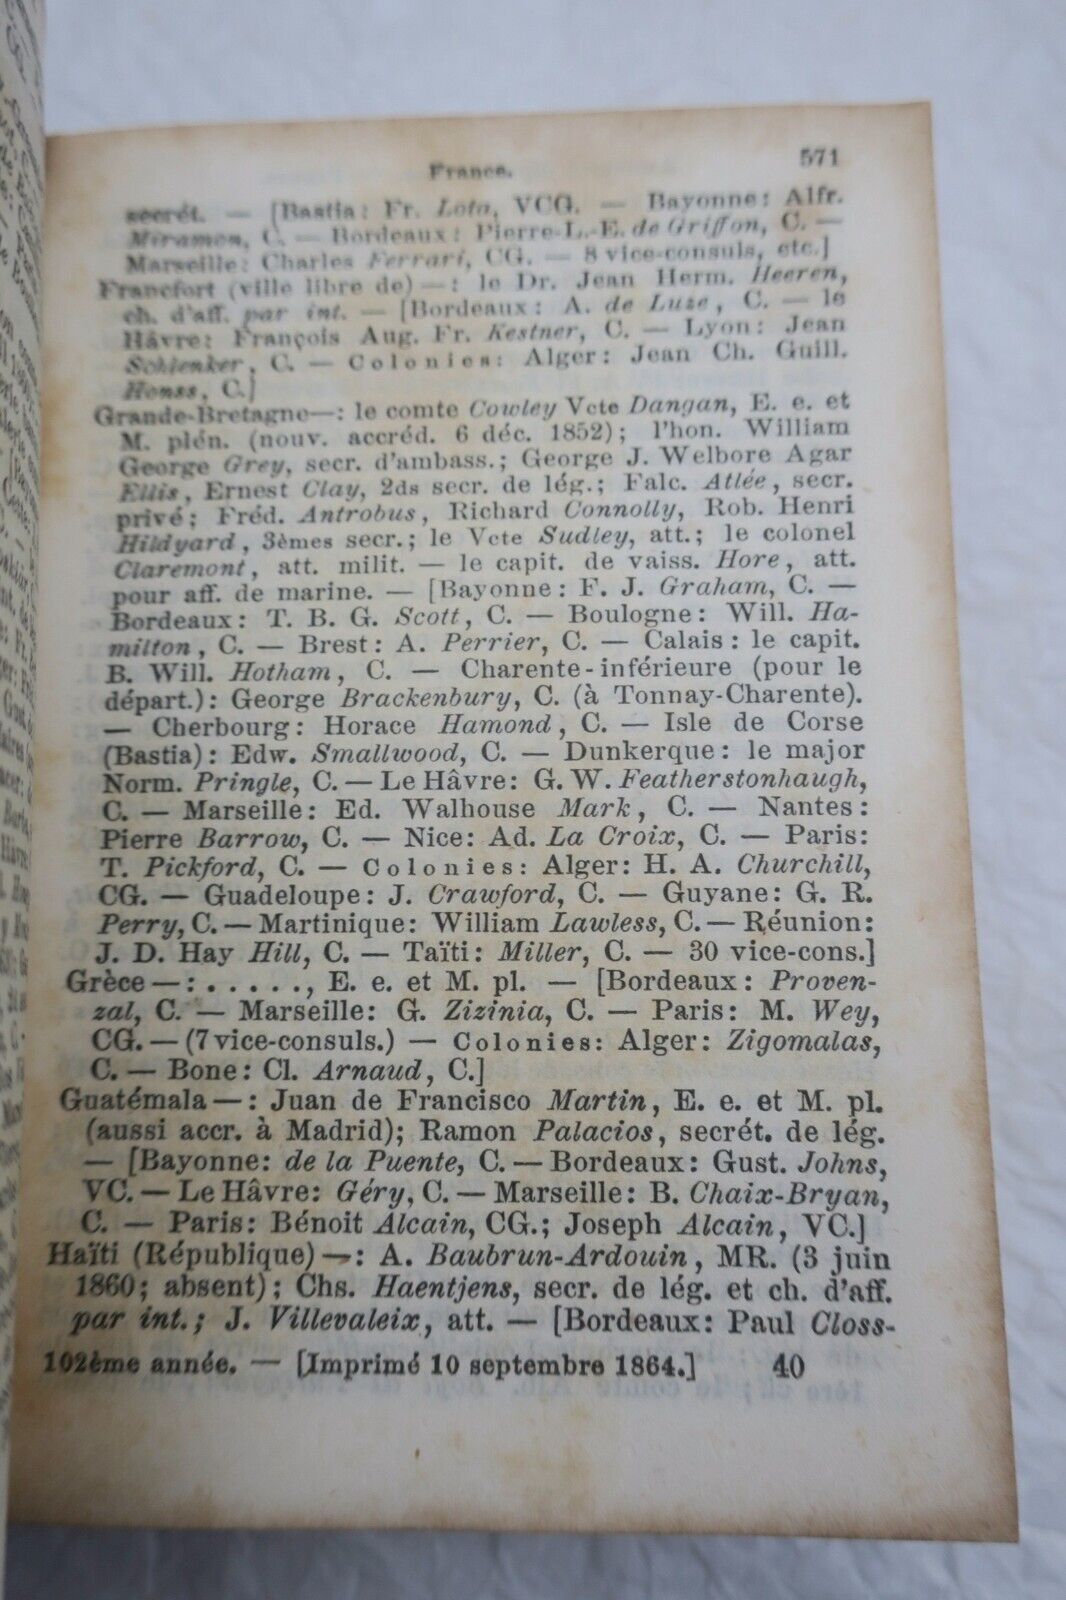 France. 571
secrét. — [Bastia: Fr. Lota, VCG. — Bayonne: Alfr.
Miramon, C. — Bordeaux: Pierre-L.-E. de Griffon, C. —
Marseille: Charles Ferrari, CG. — 8 vice-consuls, etc.]
Francfort (ville libre de) —: le Dr. Jean Herm. Heeren,
ch. d'aff. par int. — [Bordeaux: A. de Luze, C. — le
Hâvre: François Aug. Fr. Kestner, C. — Lyon: Jean
Schlenker, C. — Colonies: Alger: Jean Ch. Guill.
Honss, C.]
Grande-Bretagne—: le comte Cowley Vcte Dangan, E. e. et
M. plén. (nouv. accréd. 6 déc. 1852); l'hon. William
George Grey, secr. d'ambass.; George J. Welbore Agar
Ellis, Ernest Clay, 2ds secr. de lég.; Falc. Atlée, secr.
privé; Fréd. Antrobus, Richard Connolly, Rob. Henri
Hildyard, 3èmes secr.; le Vcte Sudley, att.; le colonel
Claremont, att. milit. — le capit. de vaiss. Hore, att.
pour aff. de marine. — [Bayonne: F. J. Graham, C. —
Bordeaux: T. B. G. Scott, C. — Boulogne: Will. Ha-
milton, C. — Brest: A. Perrier, C. — Calais: le capit.
B. Will. Hotham, C. — Charente-inférieure (pour le
départ.): George Brackenbury, C. (à Tonnay-Charente).
— Cherbourg: Horace Hamond, C. — Isle de Corse
(Bastia): Edw. Smallwood, C. — Dunkerque: le major
Norm. Pringle, C. — Le Hâvre: G. W. Featherstonhaugh,
C. — Marseille: Ed. Walhouse Mark, C. — Nantes:
Pierre Barrow, C. — Nice: Ad. La Croix, C. — Paris:
T. Pickford, C. — Colonies: Alger: H. A. Churchill,
CG. — Guadeloupe: J. Crawford, C. — Guyane: G. R.
Perry, C. — Martinique: William Lawless, C. — Réunion:
J. D. Hay Hill, C. — Taïti: Miller, C. — 30 vice-cons.]
Grèce —: ....., E. e. et M. pl. — [Bordeaux: Proven-
zal, C. — Marseille: G. Zizinia, C. — Paris: M. Wey,
CG. — (7 vice-consuls.) — Colonies: Alger: Zigomalas,
C. — Bone: Cl. Arnaud, C.]
Guatémala —: Juan de Francisco Martin, E. e. et M. pl.
(aussi accr. à Madrid); Ramon Palacios, secrét. de lég.
— [Bayonne: de la Puente, C. — Bordeaux: Gust. Johns,
VC. — Le Hâvre: Géry, C. — Marseille: B. Chaix-Bryan,
C. — Paris: Bénoit Alcain, CG.; Joseph Alcain, VC.]
Haïti (République) —: A. Baubrun-Ardouin, MR. (3 juin
1860; absent); Chs. Haentjens, secr. de lég. et ch. d'aff.
par int.; J. Villevaleix, att. — [Bordeaux: Paul Closs-
102ème année. — [Imprimé 10 septembre 1864.] 40